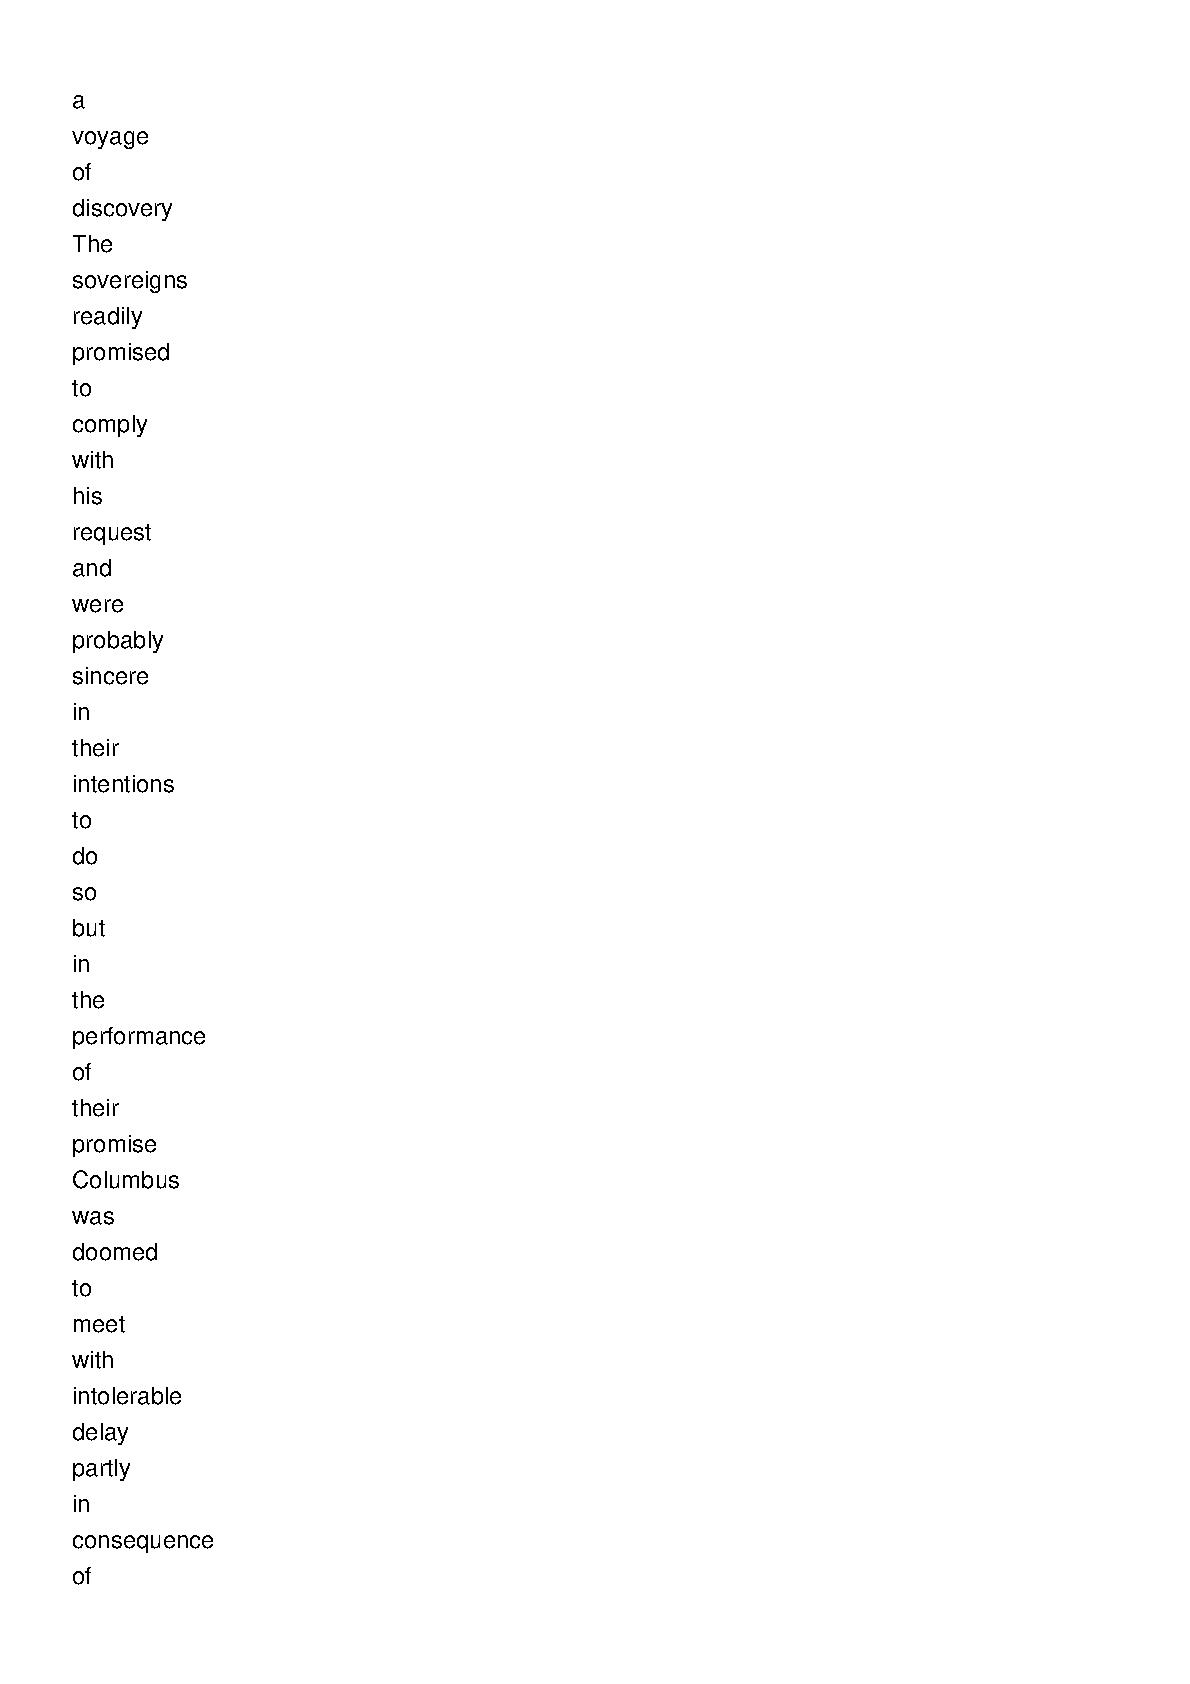 a
voyage
of
discovery
The
sovereigns
readily
promised
to
comply
with
his
request
and
were
probably
sincere
in
their
intentions
to
do
so
but
in
the
performance
of
their
promise
Columbus
was
doomed
to
meet
with
intolerable
delay
partly
in
consequence
of